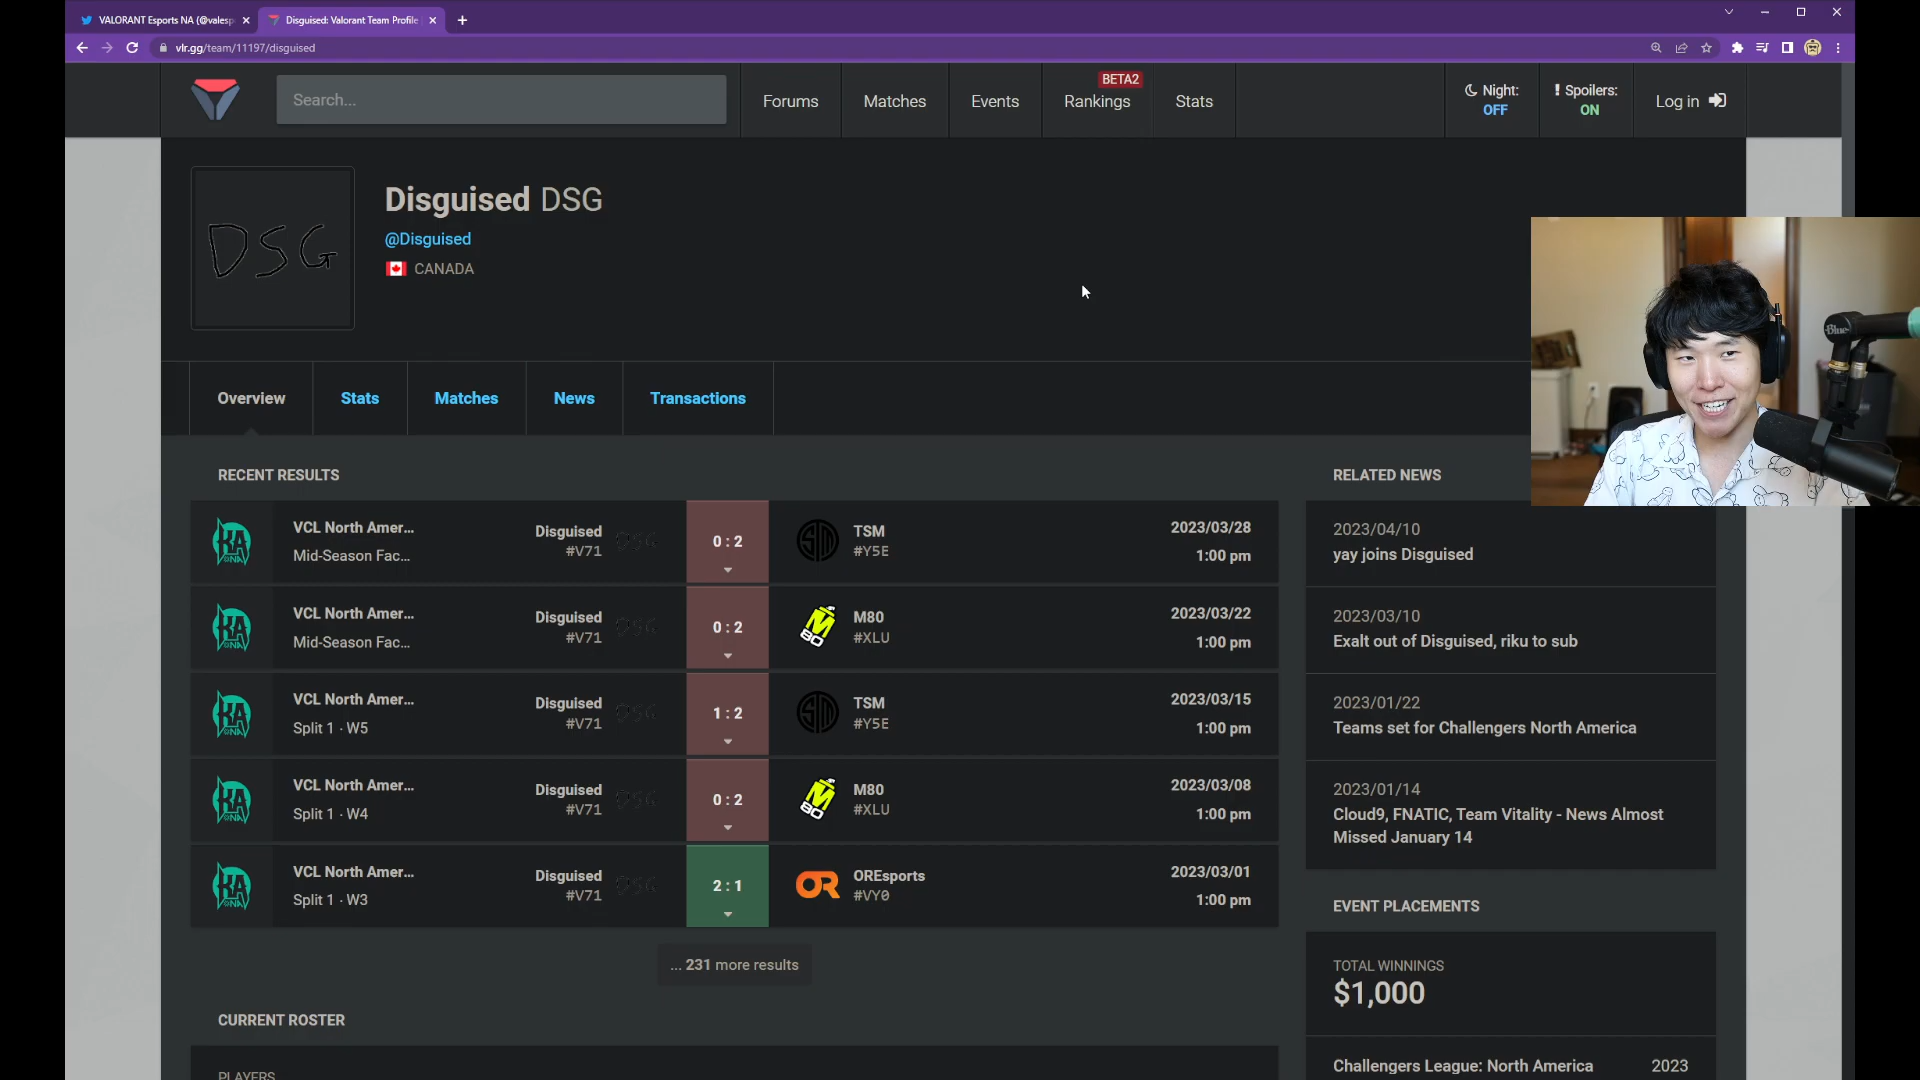 VALORANT Esports NA (@valesp
Disguised: Valorant Team Profile
vlr.gg/team/11197/disguised
Search...
Forums
Matches
Events
BETA2
Rankings
Stats
Night:
OFF
! Spoilers:
ON
Log in
DSG
Disguised DSG
@Disguised
CANADA
Overview
Stats
Matches
News
Transactions
RECENT RESULTS
VCL North Amer...
Mid-Season Fac...
Disguised
#V71
0 : 2
TSM
#Y5E
2023/03/28
1:00 pm
VCL North Amer...
Mid-Season Fac...
Disguised
#V71
0 : 2
M80
#XLU
2023/03/22
1:00 pm
VCL North Amer...
Split 1 · W5
Disguised
#V71
1 : 2
TSM
#Y5E
2023/03/15
1:00 pm
VCL North Amer...
Split 1 · W4
Disguised
#V71
0 : 2
M80
#XLU
2023/03/08
1:00 pm
VCL North Amer...
Split 1 · W3
Disguised
#V71
2 : 1
OR
OREsports
#VY0
2023/03/01
1:00 pm
... 231 more results
CURRENT ROSTER
PLAYERS
RELATED NEWS
2023/04/10
yay joins Disguised
2023/03/10
Exalt out of Disguised, riku to sub
2023/01/22
Teams set for Challengers North America
2023/01/14
Cloud9, FNATIC, Team Vitality - News Almost
Missed January 14
EVENT PLACEMENTS
TOTAL WINNINGS
$1,000
Challengers League: North America
2023
Blue